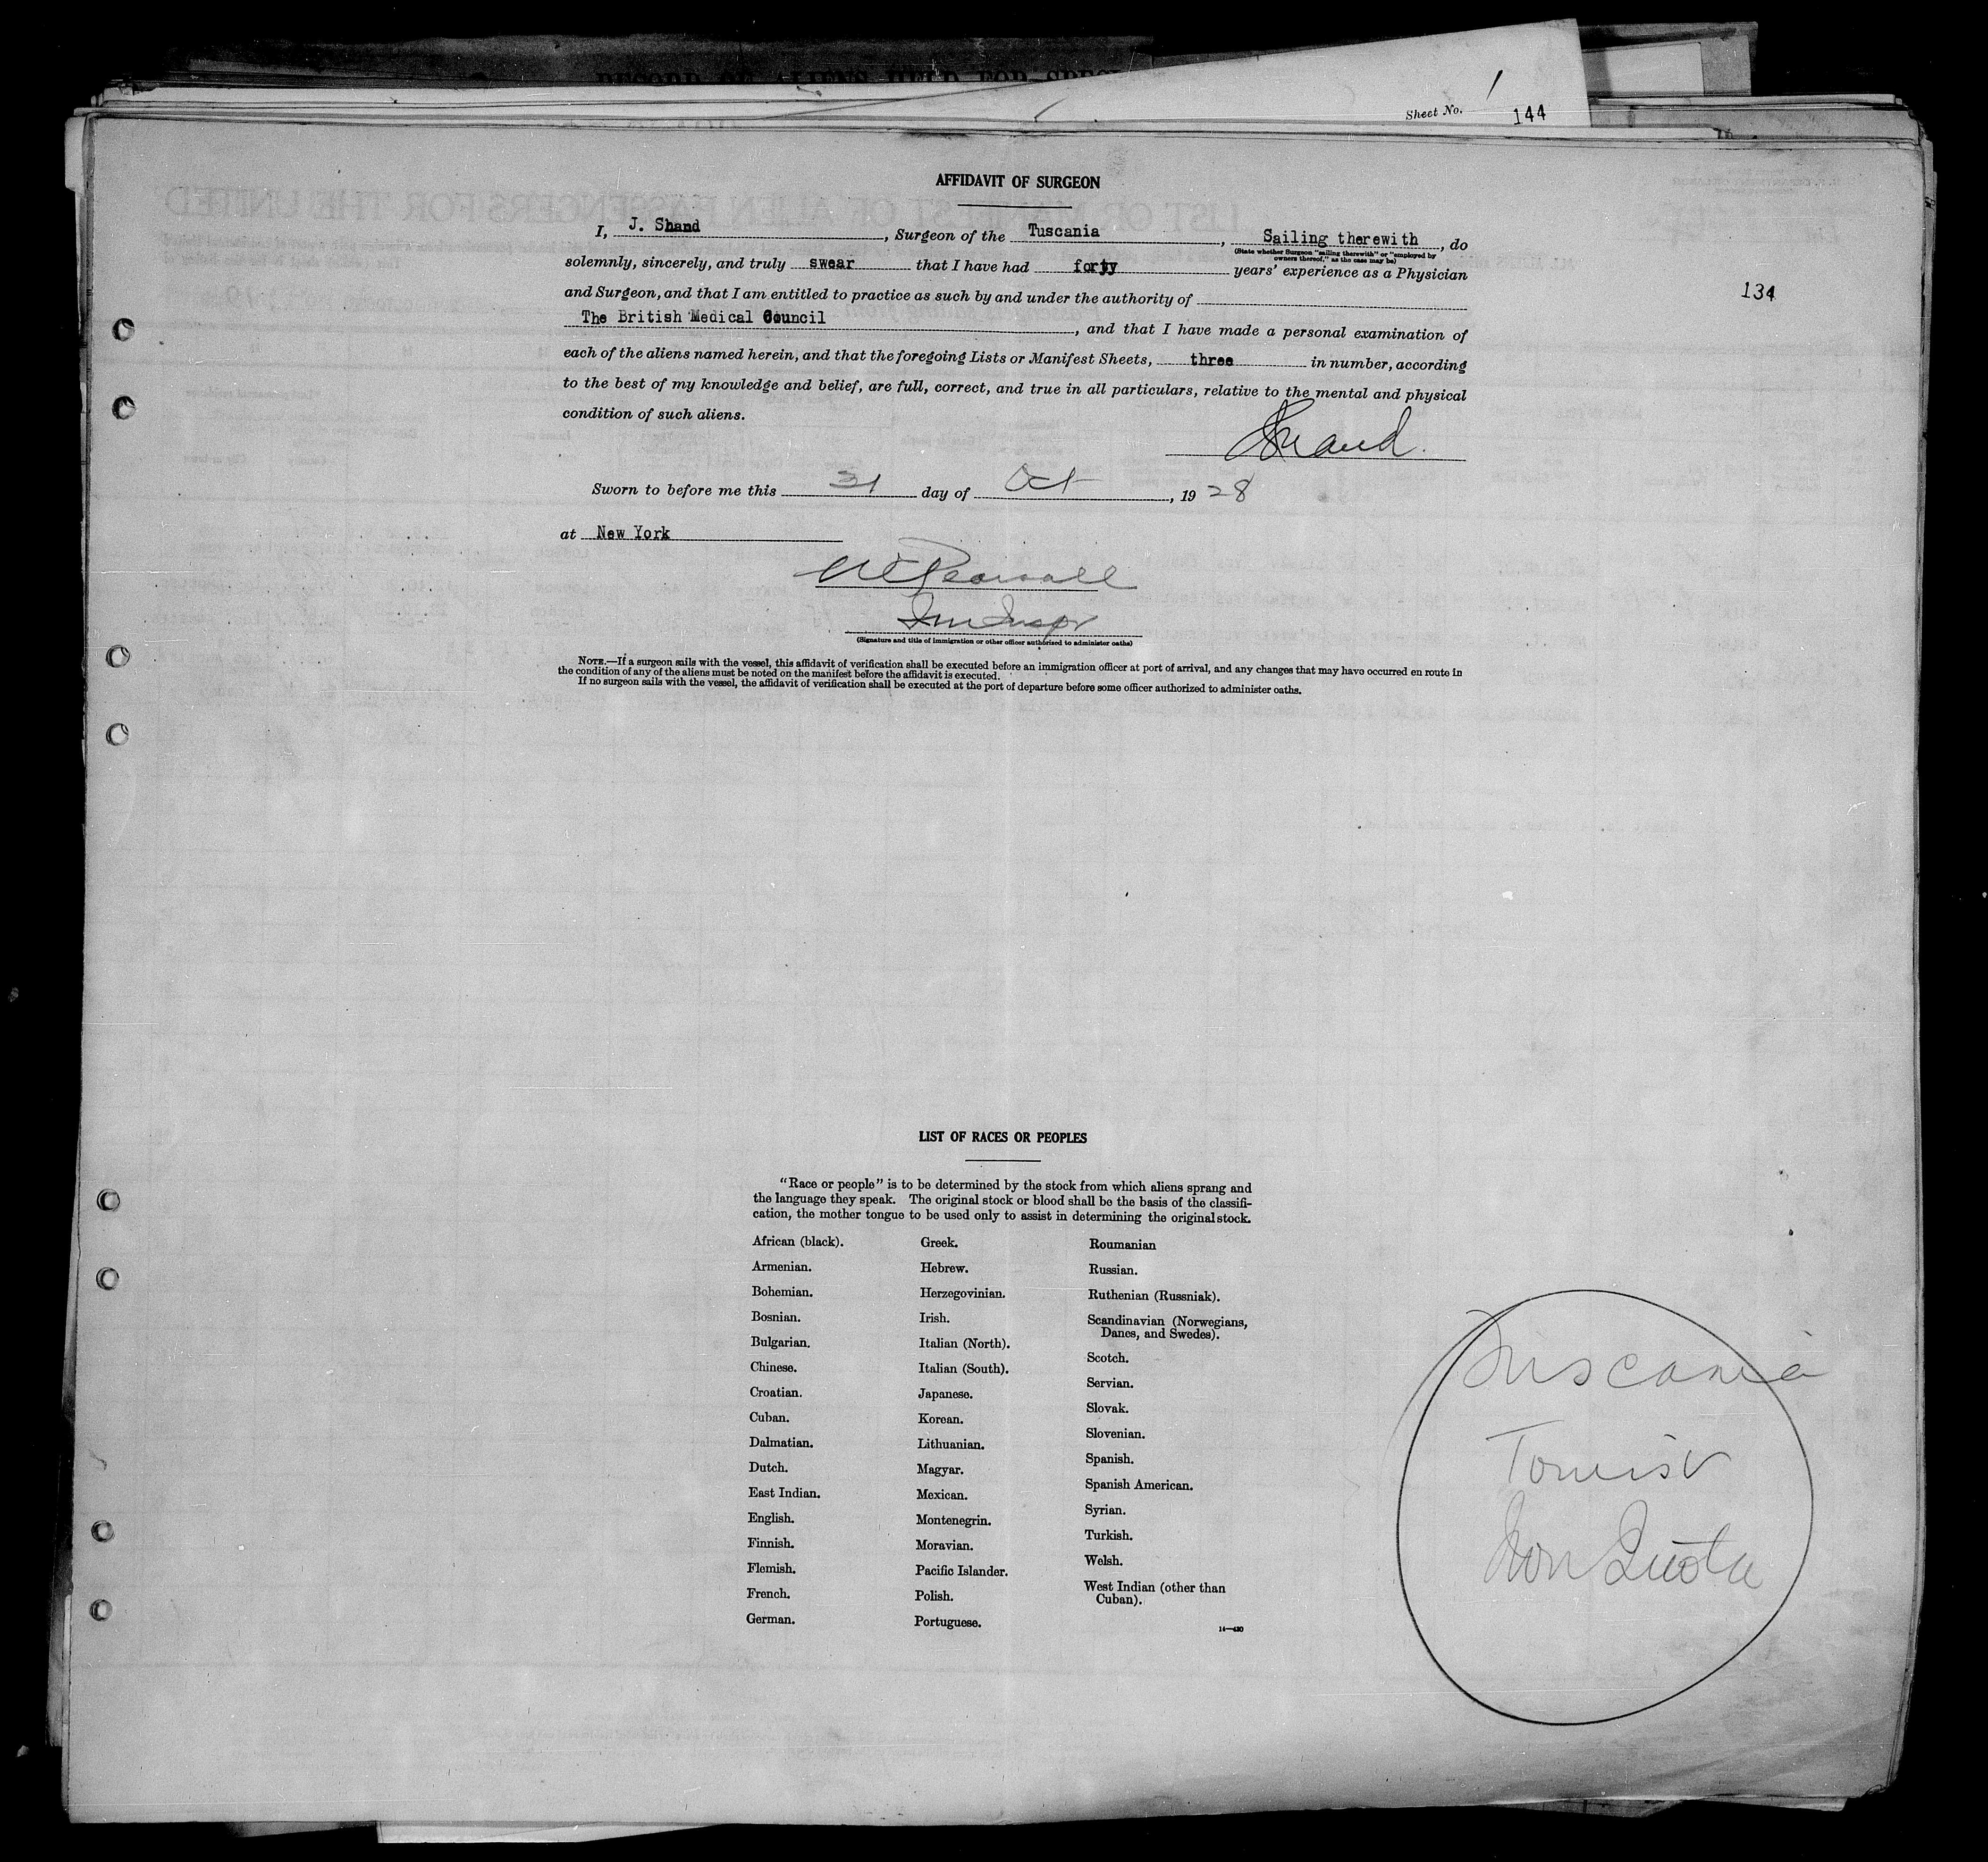 Sheet No. 144
134
AFFIDAVIT OF SURGEON
I, J. Shand, Surgeon of the Tuscania, Sailing therewith, do
(State whether Surgeon "sailing therewith" or "employed by
owners thereof," as the case may be)
solemnly, sincerely, and truly swear that I have had forty years' experience as a Physician
and Surgeon, and that I am entitled to practice as such by and under the authority of
The British Medical Council, and that I have made a personal examination of
each of the aliens named herein, and that the foregoing Lists or Manifest Sheets, three in number, according
to the best of my knowledge and belief, are full, correct, and true in all particulars, relative to the mental and physical
condition of such aliens.
JShand.
Sworn to before me this 31 day of Oct, 1928
at New York
Pearsall
Imm Inspr
(Signature and title of immigration or other officer authorized to administer oaths)
NOTE.—If a surgeon sails with the vessel, this affidavit of verification shall be executed before an immigration officer at port of arrival, and any changes that may have occurred en route in
the condition of any of the aliens must be noted on the manifest before the affidavit is executed.
If no surgeon sails with the vessel, the affidavit of verification shall be executed at the port of departure before some officer authorized to administer oaths.
LIST OF RACES OR PEOPLES
"Race or people" is to be determined by the stock from which aliens sprang and
the language they speak. The original stock or blood shall be the basis of the classifi-
cation, the mother tongue to be used only to assist in determining the original stock.
African (black).
Armenian.
Bohemian.
Bosnian.
Bulgarian.
Chinese.
Croatian.
Cuban.
Dalmatian.
Dutch.
East Indian.
English.
Finnish.
Flemish.
French.
German.
Greek.
Hebrew.
Herzegovinian.
Irish.
Italian (North).
Italian (South).
Japanese.
Korean.
Lithuanian.
Magyar.
Mexican.
Montenegrin.
Moravian.
Pacific Islander.
Polish.
Portuguese.
Roumanian
Russian.
Ruthenian (Russniak).
Scandinavian (Norwegians,
Danes, and Swedes).
Scotch.
Servian.
Slovak.
Slovenian.
Spanish.
Spanish American.
Syrian.
Turkish.
Welsh.
West Indian (other than
Cuban).
14—430
Tuscania
Tourist
Non Quota